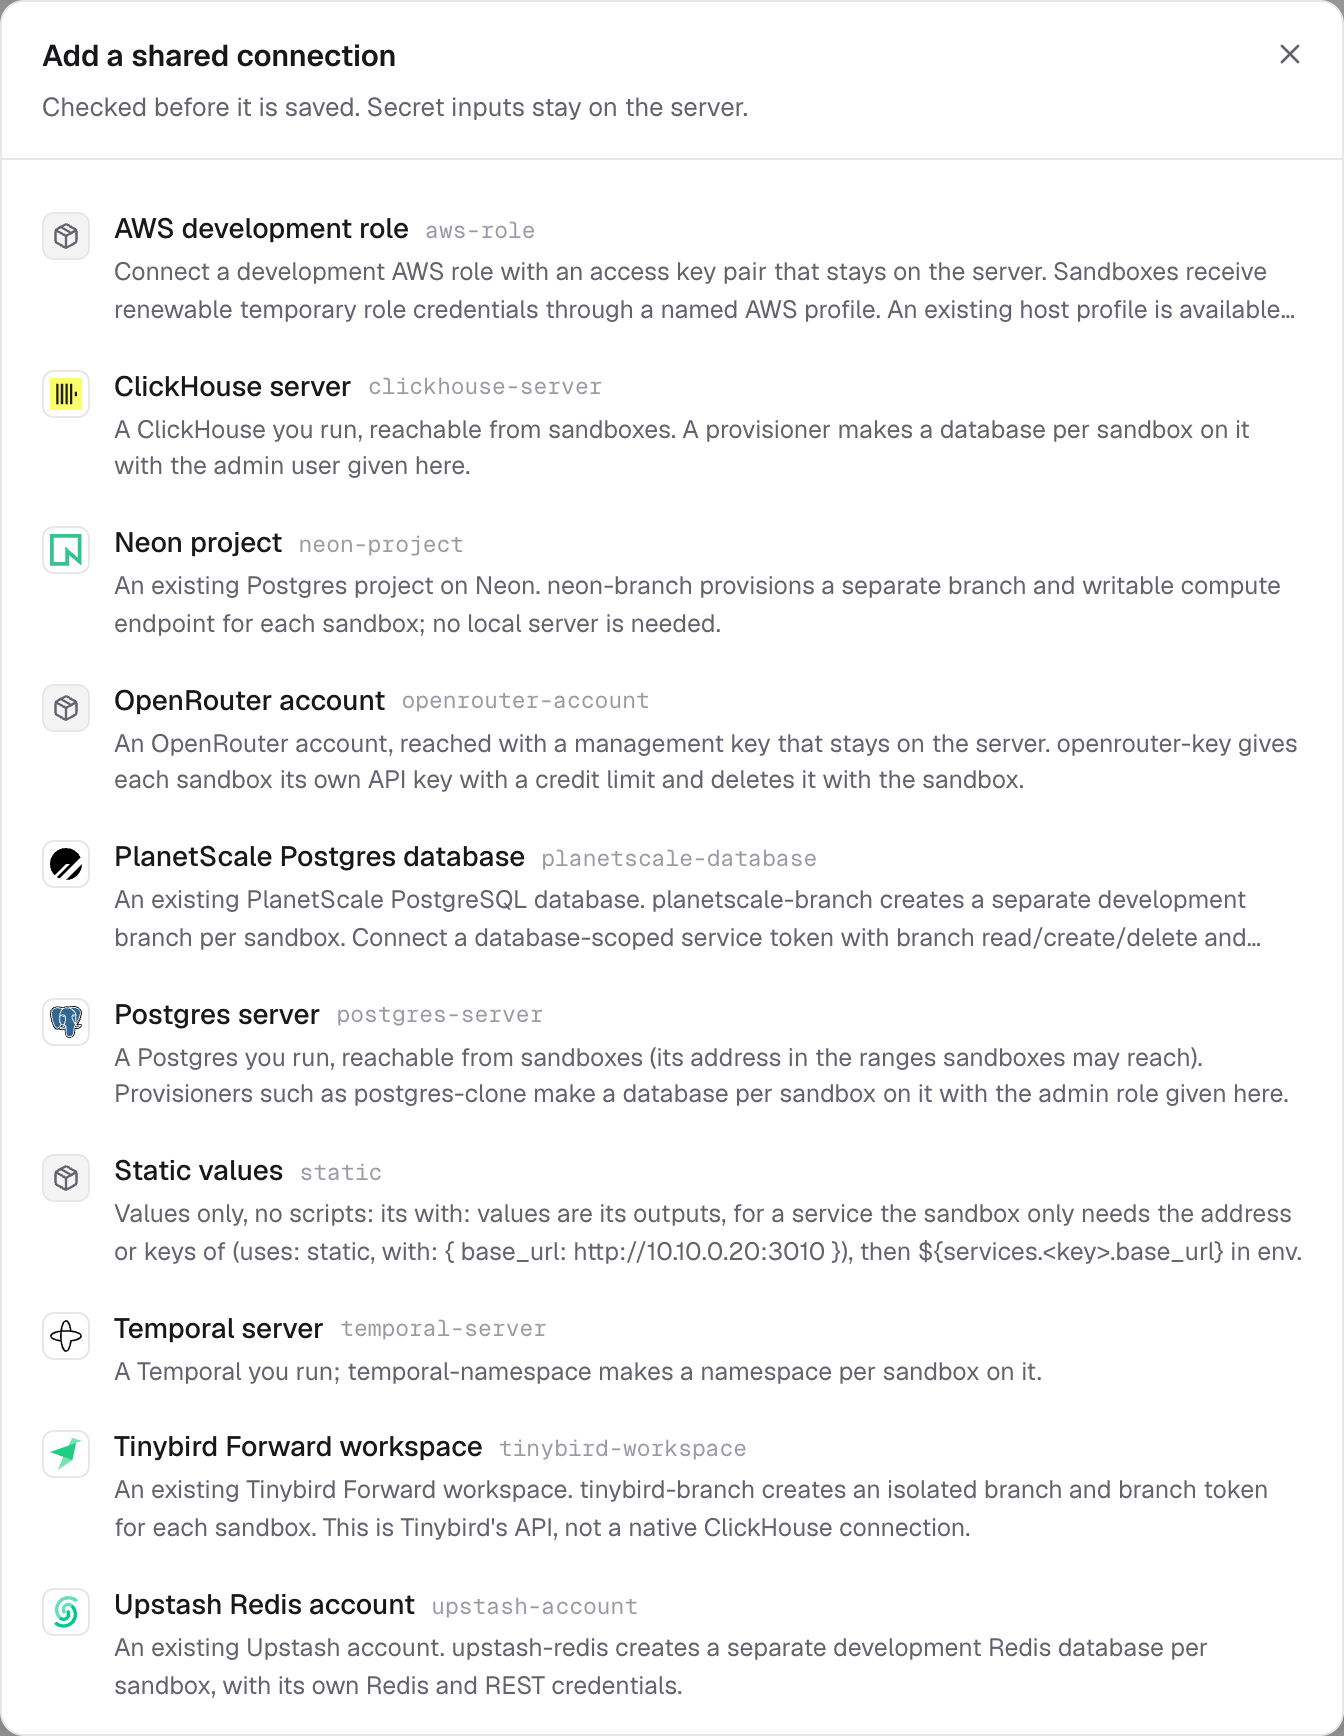 Add a shared connection
Checked before it is saved. Secret inputs stay on the server.
AWS development role aws-role
Connect a development AWS role with an access key pair that stays on the server. Sandboxes receive
renewable temporary role credentials through a named AWS profile. An existing host profile is available…
ClickHouse server clickhouse-server
A ClickHouse you run, reachable from sandboxes. A provisioner makes a database per sandbox on it
with the admin user given here.
Neon project neon-project
An existing Postgres project on Neon. neon-branch provisions a separate branch and writable compute
endpoint for each sandbox; no local server is needed.
OpenRouter account openrouter-account
An OpenRouter account, reached with a management key that stays on the server. openrouter-key gives
each sandbox its own API key with a credit limit and deletes it with the sandbox.
PlanetScale Postgres database planetscale-database
An existing PlanetScale PostgreSQL database. planetscale-branch creates a separate development
branch per sandbox. Connect a database-scoped service token with branch read/create/delete and…
Postgres server postgres-server
A Postgres you run, reachable from sandboxes (its address in the ranges sandboxes may reach).
Provisioners such as postgres-clone make a database per sandbox on it with the admin role given here.
Static values static
Values only, no scripts: its with: values are its outputs, for a service the sandbox only needs the address
or keys of (uses: static, with: { base_url: http://10.10.0.20:3010 }), then ${services.<key>.base_url} in env.
Temporal server temporal-server
A Temporal you run; temporal-namespace makes a namespace per sandbox on it.
Tinybird Forward workspace tinybird-workspace
An existing Tinybird Forward workspace. tinybird-branch creates an isolated branch and branch token
for each sandbox. This is Tinybird's API, not a native ClickHouse connection.
Upstash Redis account upstash-account
An existing Upstash account. upstash-redis creates a separate development Redis database per
sandbox, with its own Redis and REST credentials.